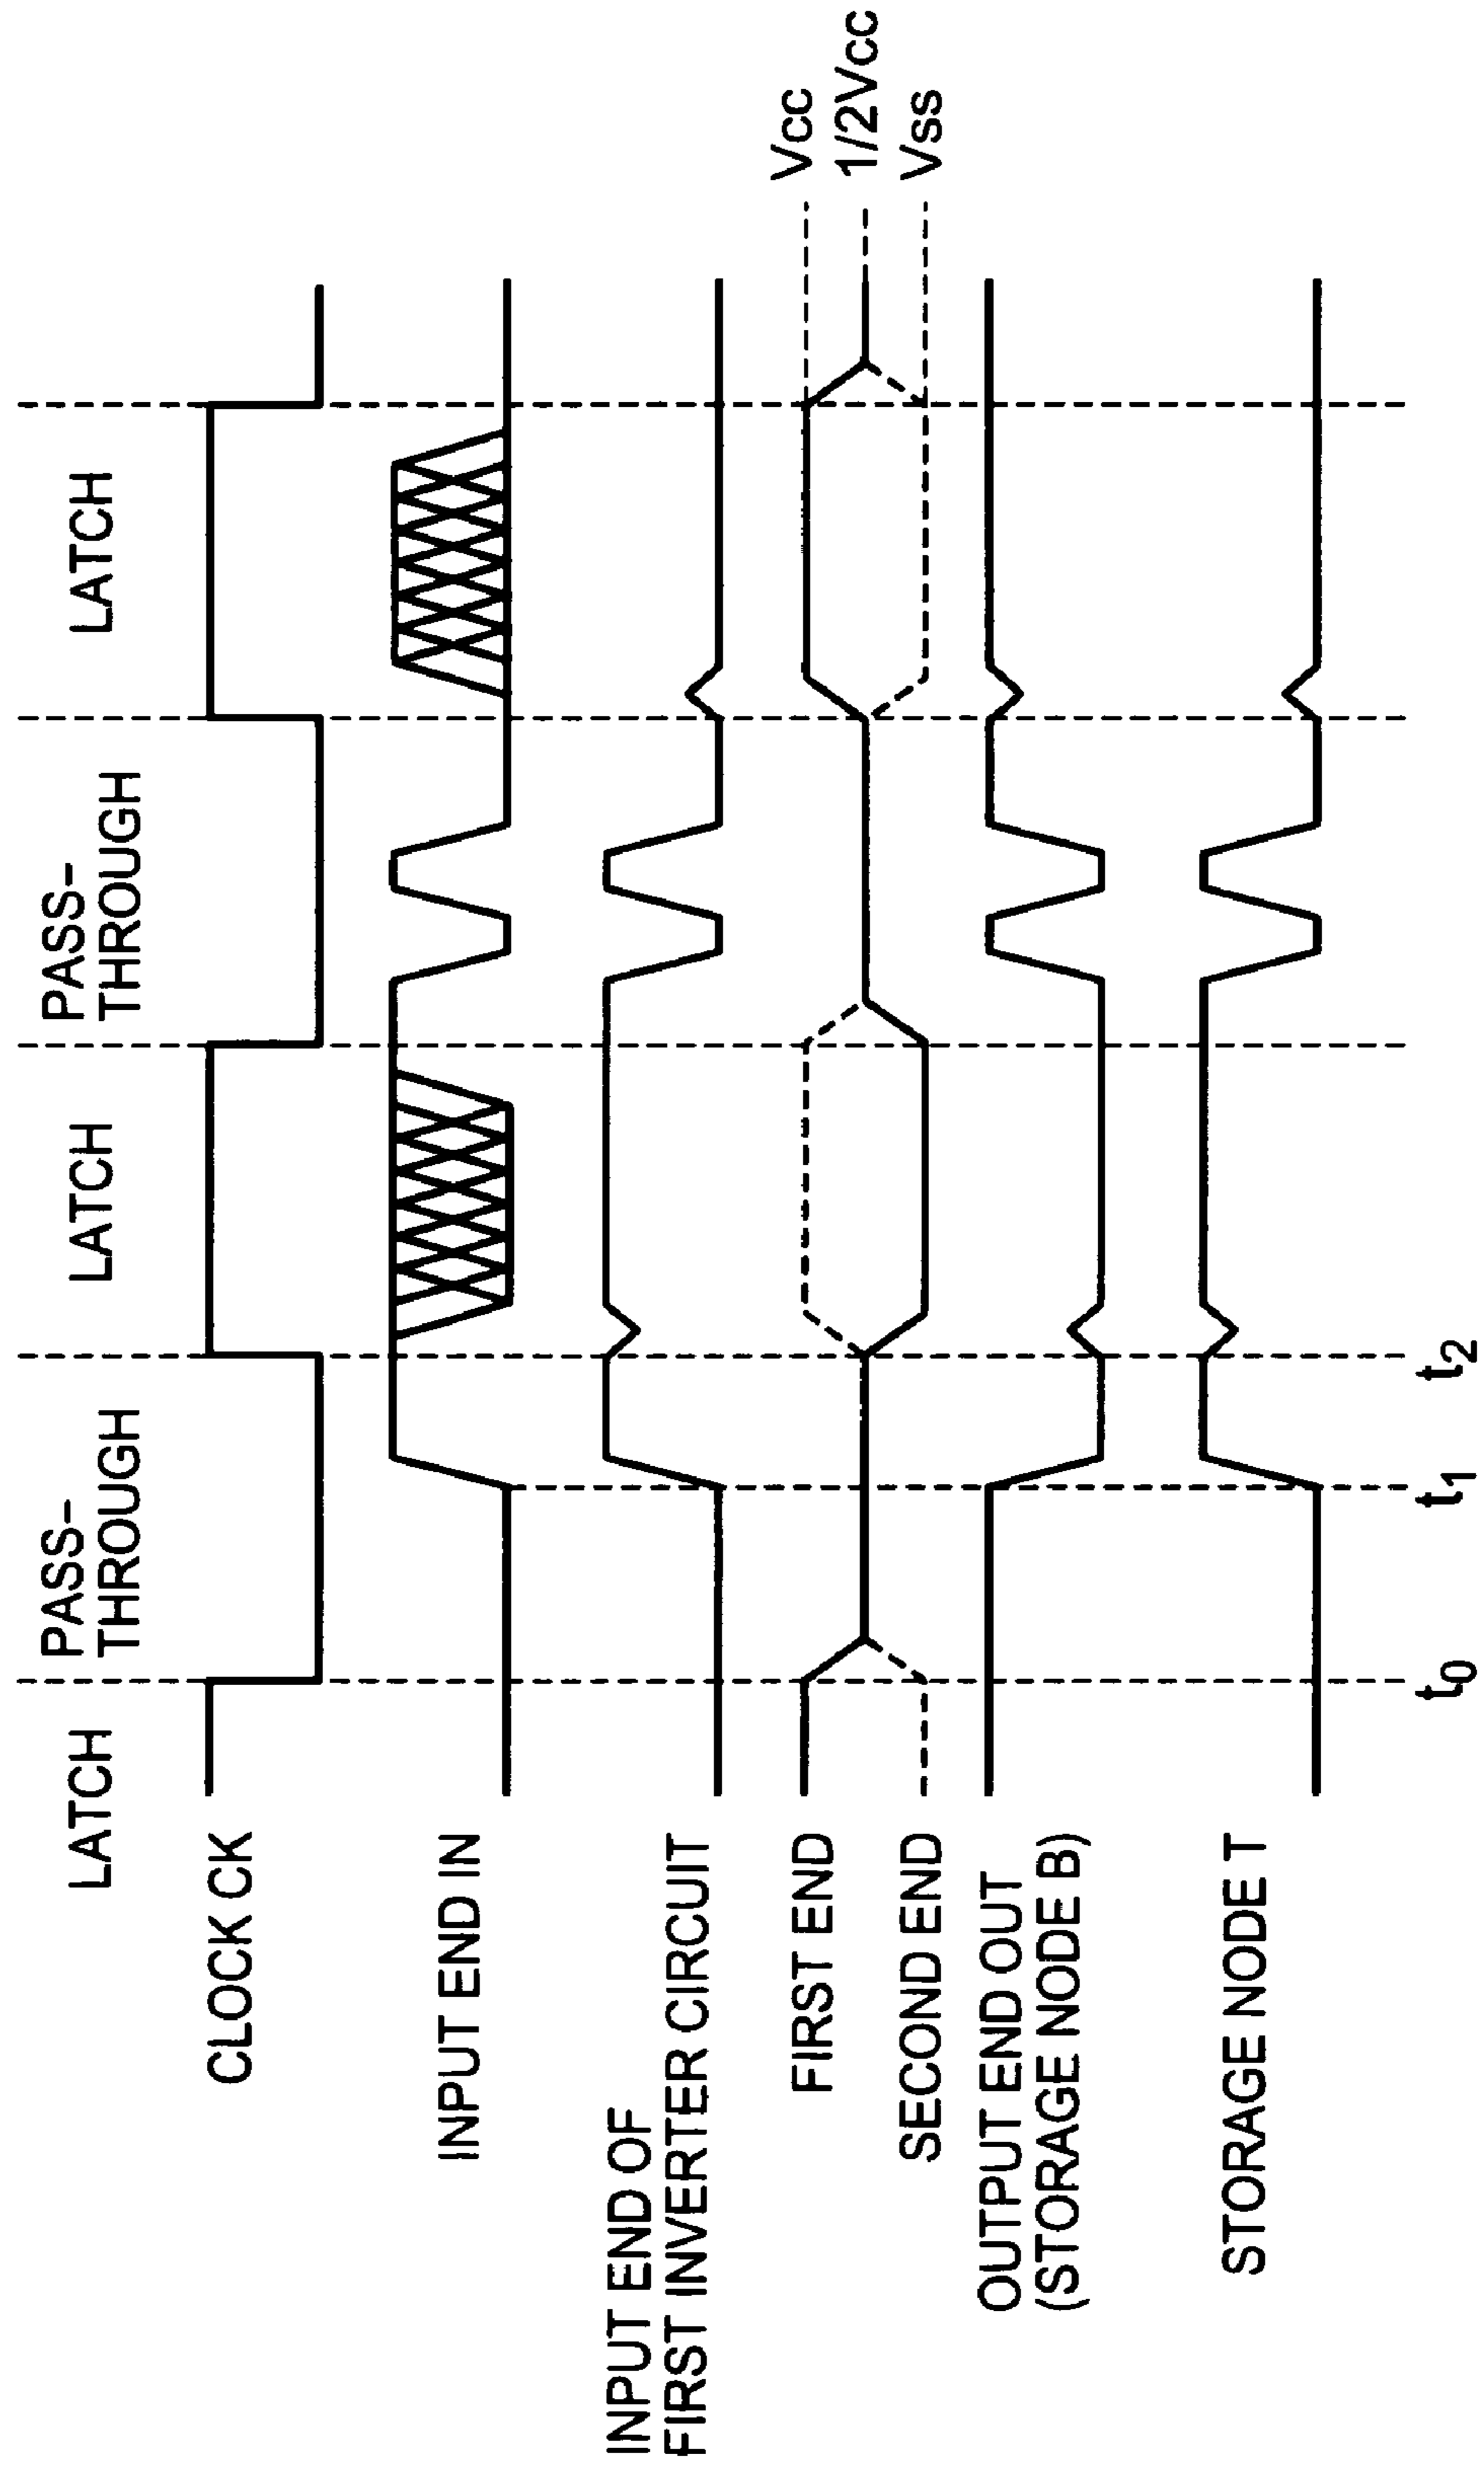 LATCH
PASS-
THROUGH
LATCH
PASS-
THROUGH
LATCH
CLOCK CK
INPUT END IN
INPUT END OF
FIRST INVERTER CIRCUIT
FIRST END
SECOND END
Vcc
1/2Vcc
Vss
OUTPUT END OUT
(STORAGE NODE B)
STORAGE NODE T
t0
t1
t2